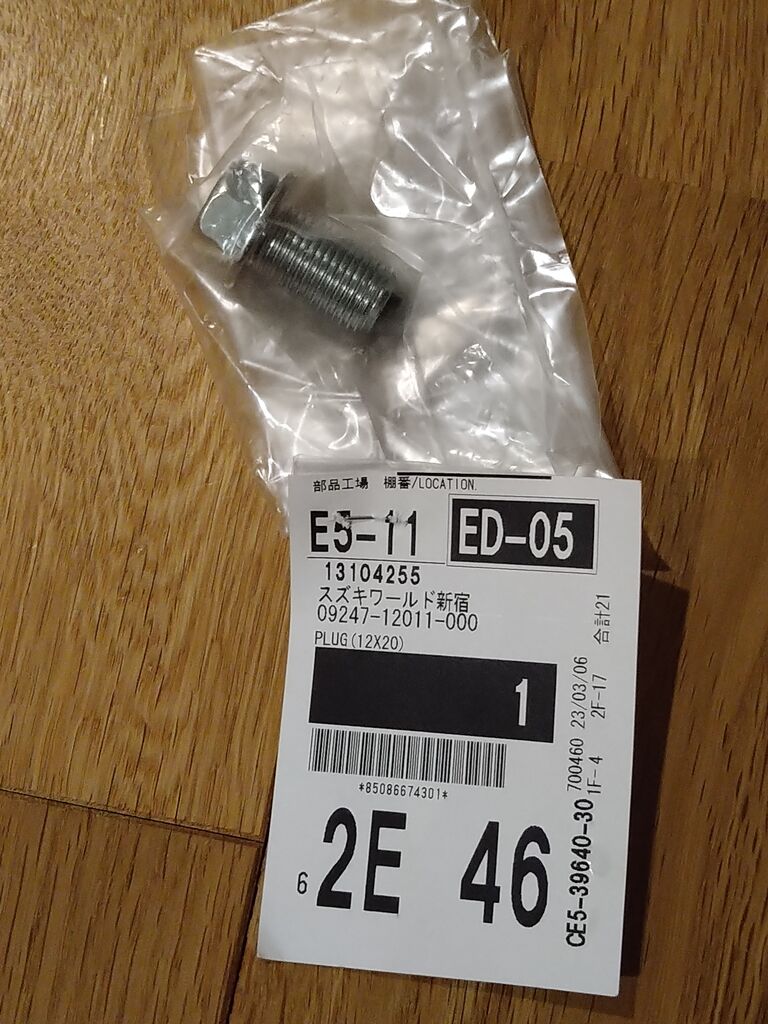 部品工場 棚番/LOCATION.
E5-11 ED-05
13104255
スズキワールド新宿
09247-12011-000
PLUG(12X20)
1
*85086674301*
6 2E 46
合計21
700460 23/03/06
1F-4 2F-17
CE5-39640-30